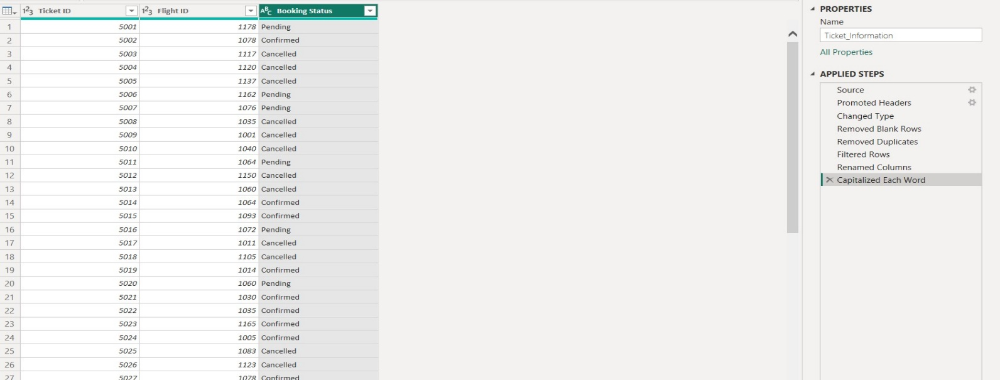 1²3 Ticket ID 1²3 Flight ID ABC Booking Status
1 5001 1178 Pending
2 5002 1078 Confirmed
3 5003 1117 Cancelled
4 5004 1120 Cancelled
5 5005 1137 Cancelled
6 5006 1162 Pending
7 5007 1076 Pending
8 5008 1035 Cancelled
9 5009 1001 Cancelled
10 5010 1040 Cancelled
11 5011 1064 Pending
12 5012 1150 Cancelled
13 5013 1060 Cancelled
14 5014 1064 Confirmed
15 5015 1093 Confirmed
16 5016 1072 Pending
17 5017 1011 Cancelled
18 5018 1105 Cancelled
19 5019 1014 Confirmed
20 5020 1060 Pending
21 5021 1030 Confirmed
22 5022 1035 Confirmed
23 5023 1165 Confirmed
24 5024 1005 Confirmed
25 5025 1083 Cancelled
26 5026 1123 Cancelled
27 5027 1078 Confirmed
PROPERTIES
Name
Ticket_Information
All Properties
APPLIED STEPS
Source
Promoted Headers
Changed Type
Removed Blank Rows
Removed Duplicates
Filtered Rows
Renamed Columns
Capitalized Each Word